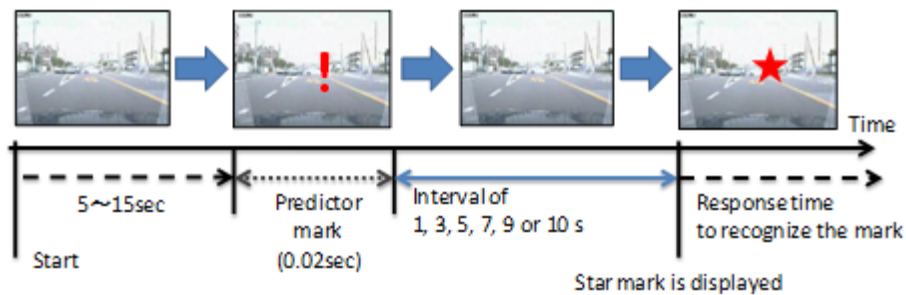 Time
5～15sec
Predictor
mark
(0.02sec)
Interval of
1, 3, 5, 7, 9 or 10 s
Response time
to recognize the mark
Start
Star mark is displayed